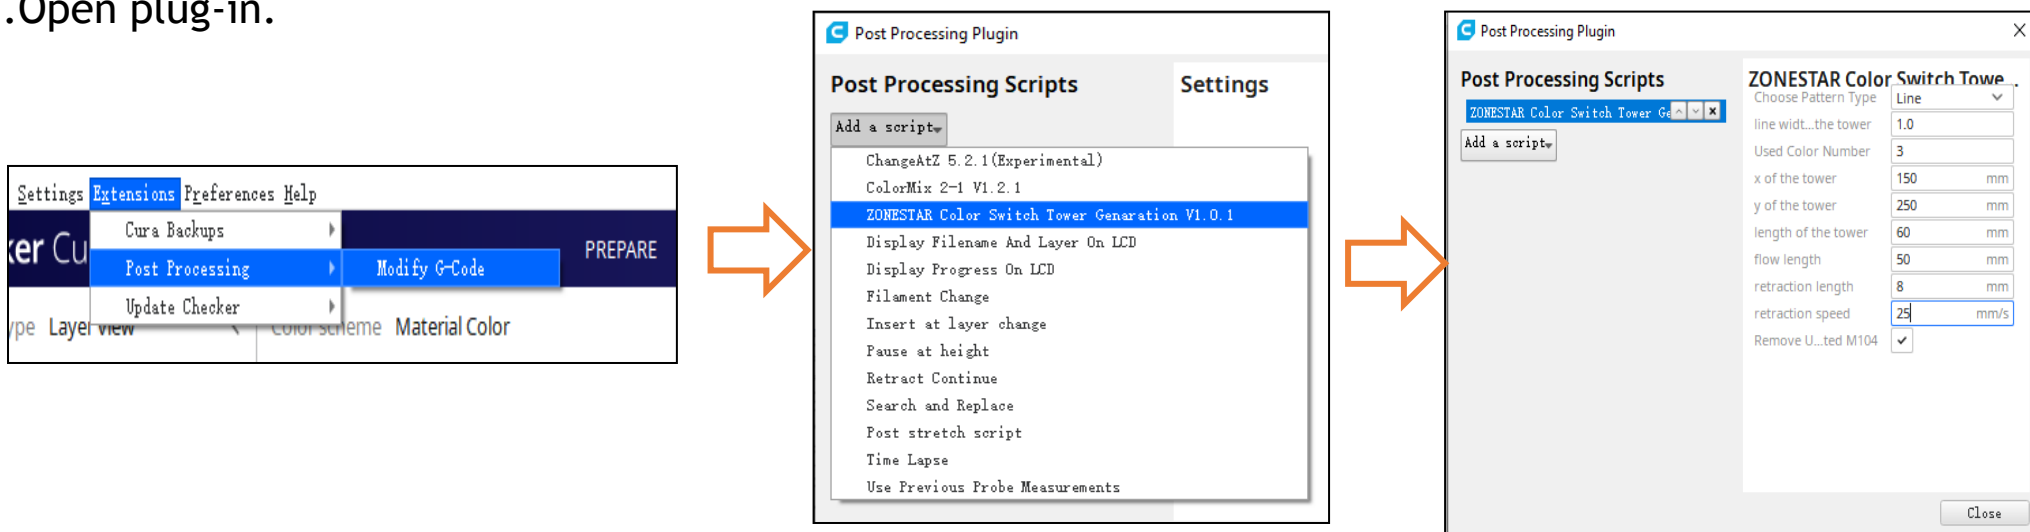 .Open plug-in.
Settings Extensions Preferences Help
Cura Backups
Post Processing
Modify G-Code
Update Checker
ker Cu
PREPARE
ype Layer view
Color scheme Material Color
Post Processing Plugin
Post Processing Scripts
Settings
Add a script
ChangeAtZ 5.2.1(Experimental)
ColorMix 2-1 V1.2.1
ZONESTAR Color Switch Tower Genaration V1.0.1
Display Filename And Layer On LCD
Display Progress On LCD
Filament Change
Insert at layer change
Pause at height
Retract Continue
Search and Replace
Post stretch script
Time Lapse
Use Previous Probe Measurements
Post Processing Plugin
Post Processing Scripts
ZONESTAR Color Switch Tower Ge
Add a script
ZONESTAR Color Switch Towe...
Choose Pattern Type Line
line widt...the tower 1.0
Used Color Number 3
x of the tower 150 mm
y of the tower 250 mm
length of the tower 60 mm
flow length 50 mm
retraction length 8 mm
retraction speed 25 mm/s
Remove U...ted M104
Close